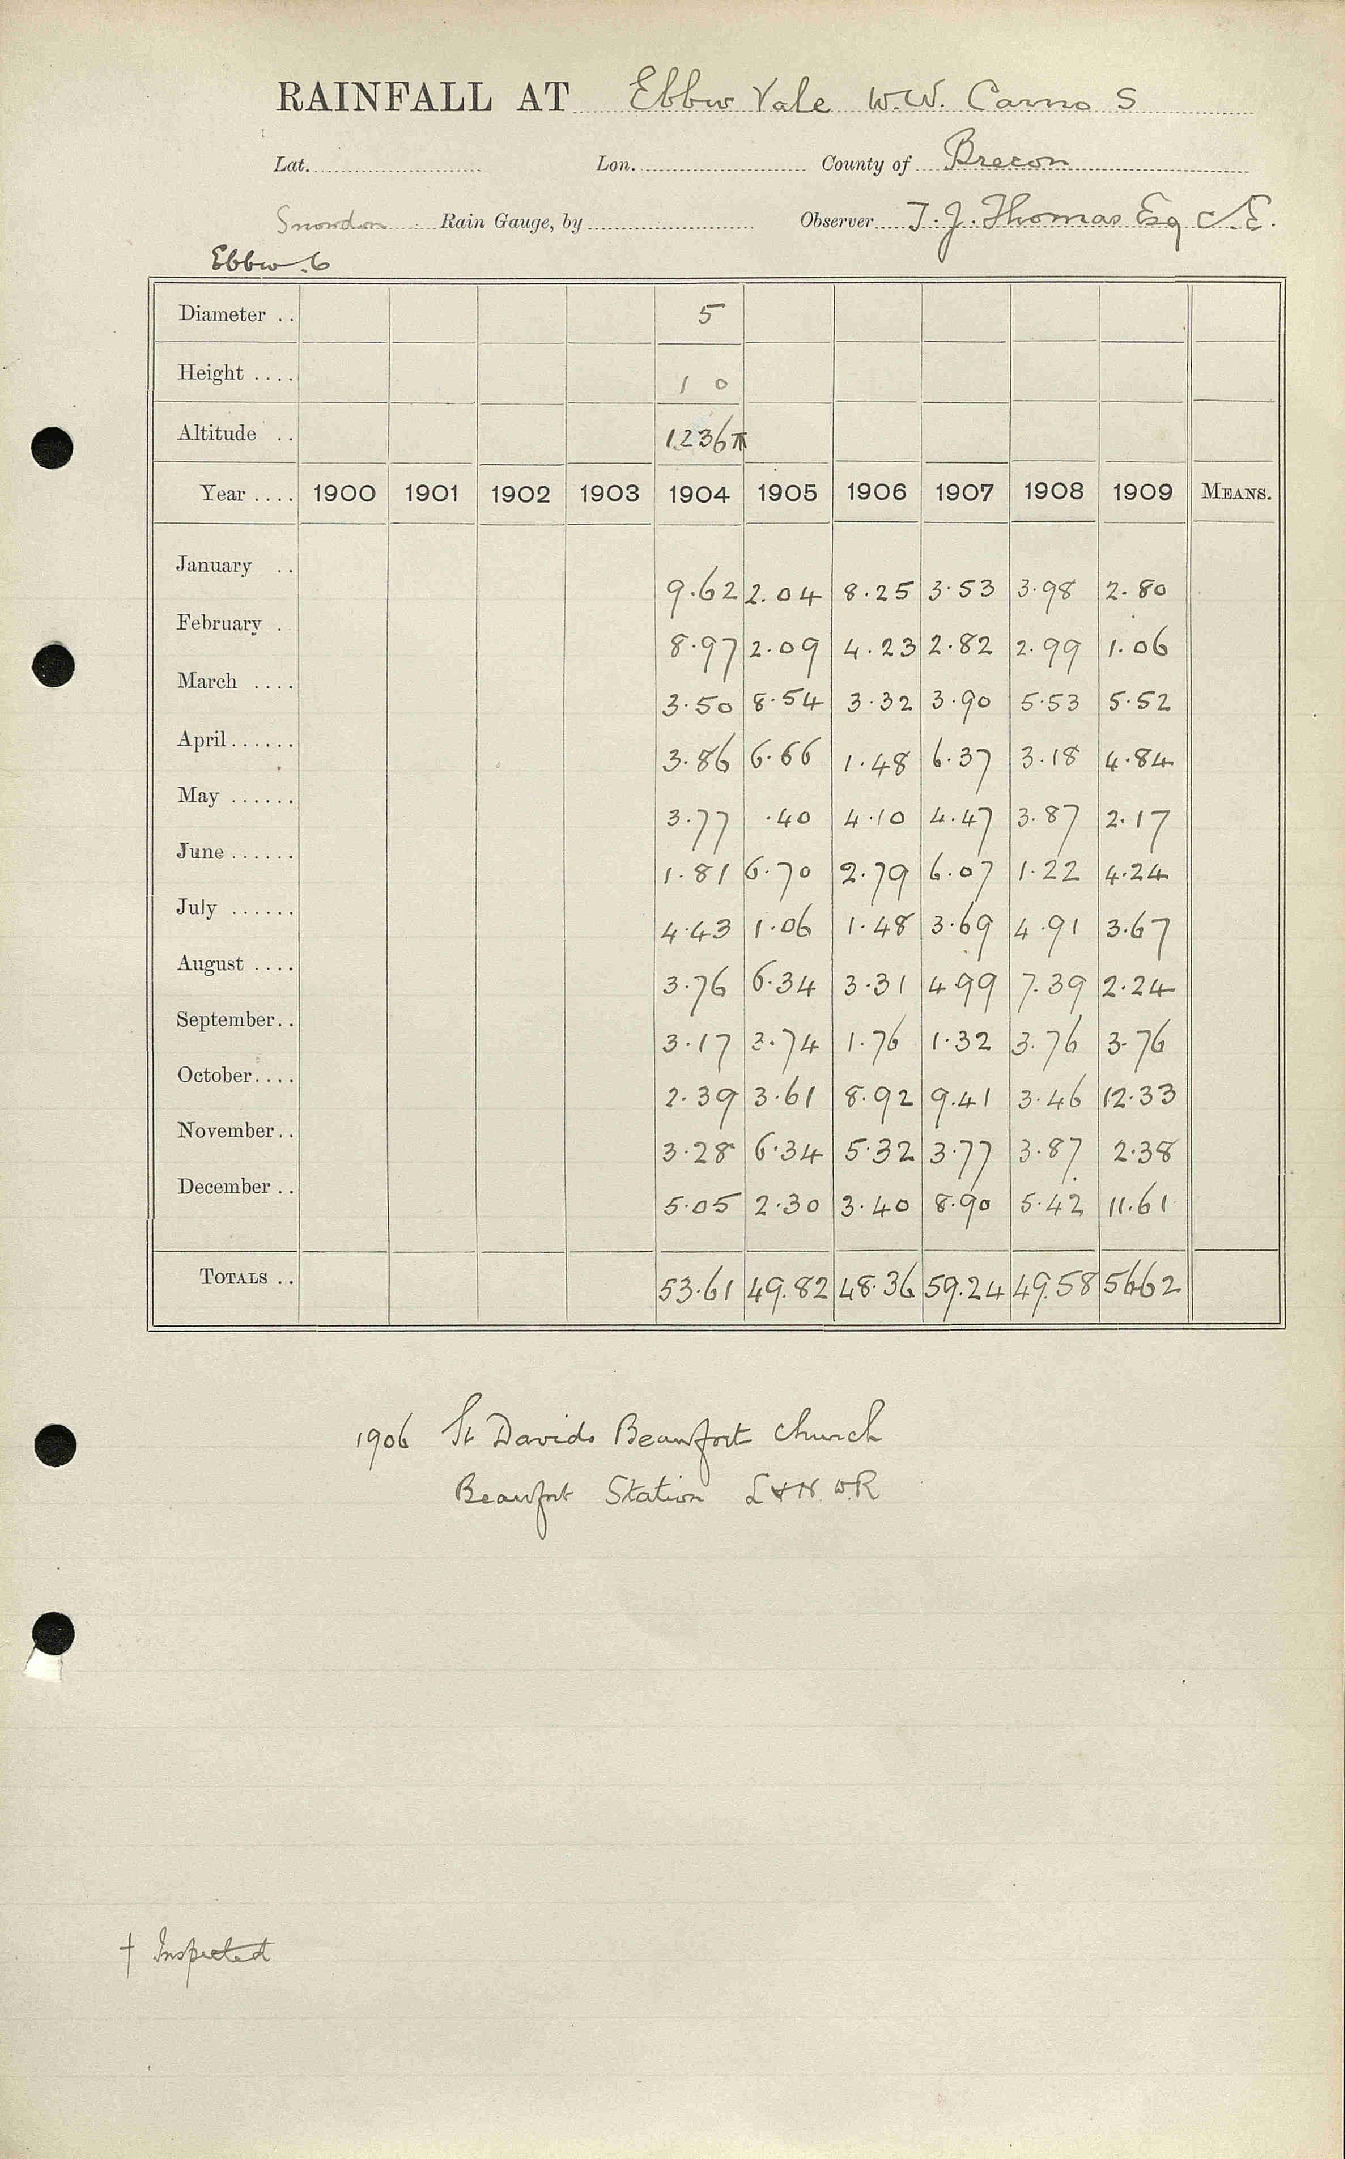 RAINFALL AT Ebbw Vale W.W. Carno S
Lat. Lon. County of Brecon
Snowdon Rain Gauge, by Observer T. J. Thomas Esq C.E.
Ebbw. 6
Diameter .. 5
Height .... 1 0
Altitude .. 1236
Year .... 1900 1901 1902 1903 1904 1905 1906 1907 1908 1909 MEANS.
January .. 9.62 2.04 8.25 3.53 3.98 2.80
February . 8.97 2.09 4.23 2.82 2.99 1.06
March .... 3.50 8.54 3.32 3.90 5.53 5.52
April ...... 3.86 6.66 1.48 6.37 3.18 4.84
May ...... 3.77 .40 4.10 4.47 3.87 2.17
June ...... 1.81 6.70 2.79 6.07 1.22 4.24
July ...... 4.43 1.06 1.48 3.69 4.91 3.67
August .... 3.76 6.34 3.31 4.99 7.39 2.24
September .. 3.17 3.74 1.76 1.32 3.76 3.76
October .... 2.39 3.61 8.92 9.41 3.46 12.33
November .. 3.28 6.34 5.32 3.77 3.87 2.38
December .. 5.05 2.30 3.40 8.90 5.42 11.61
TOTALS .. 53.61 49.82 48.36 59.24 49.58 56.62
1906 St Davids Beaufort Church
Beaufort Station L & N.W.R
† Inspected